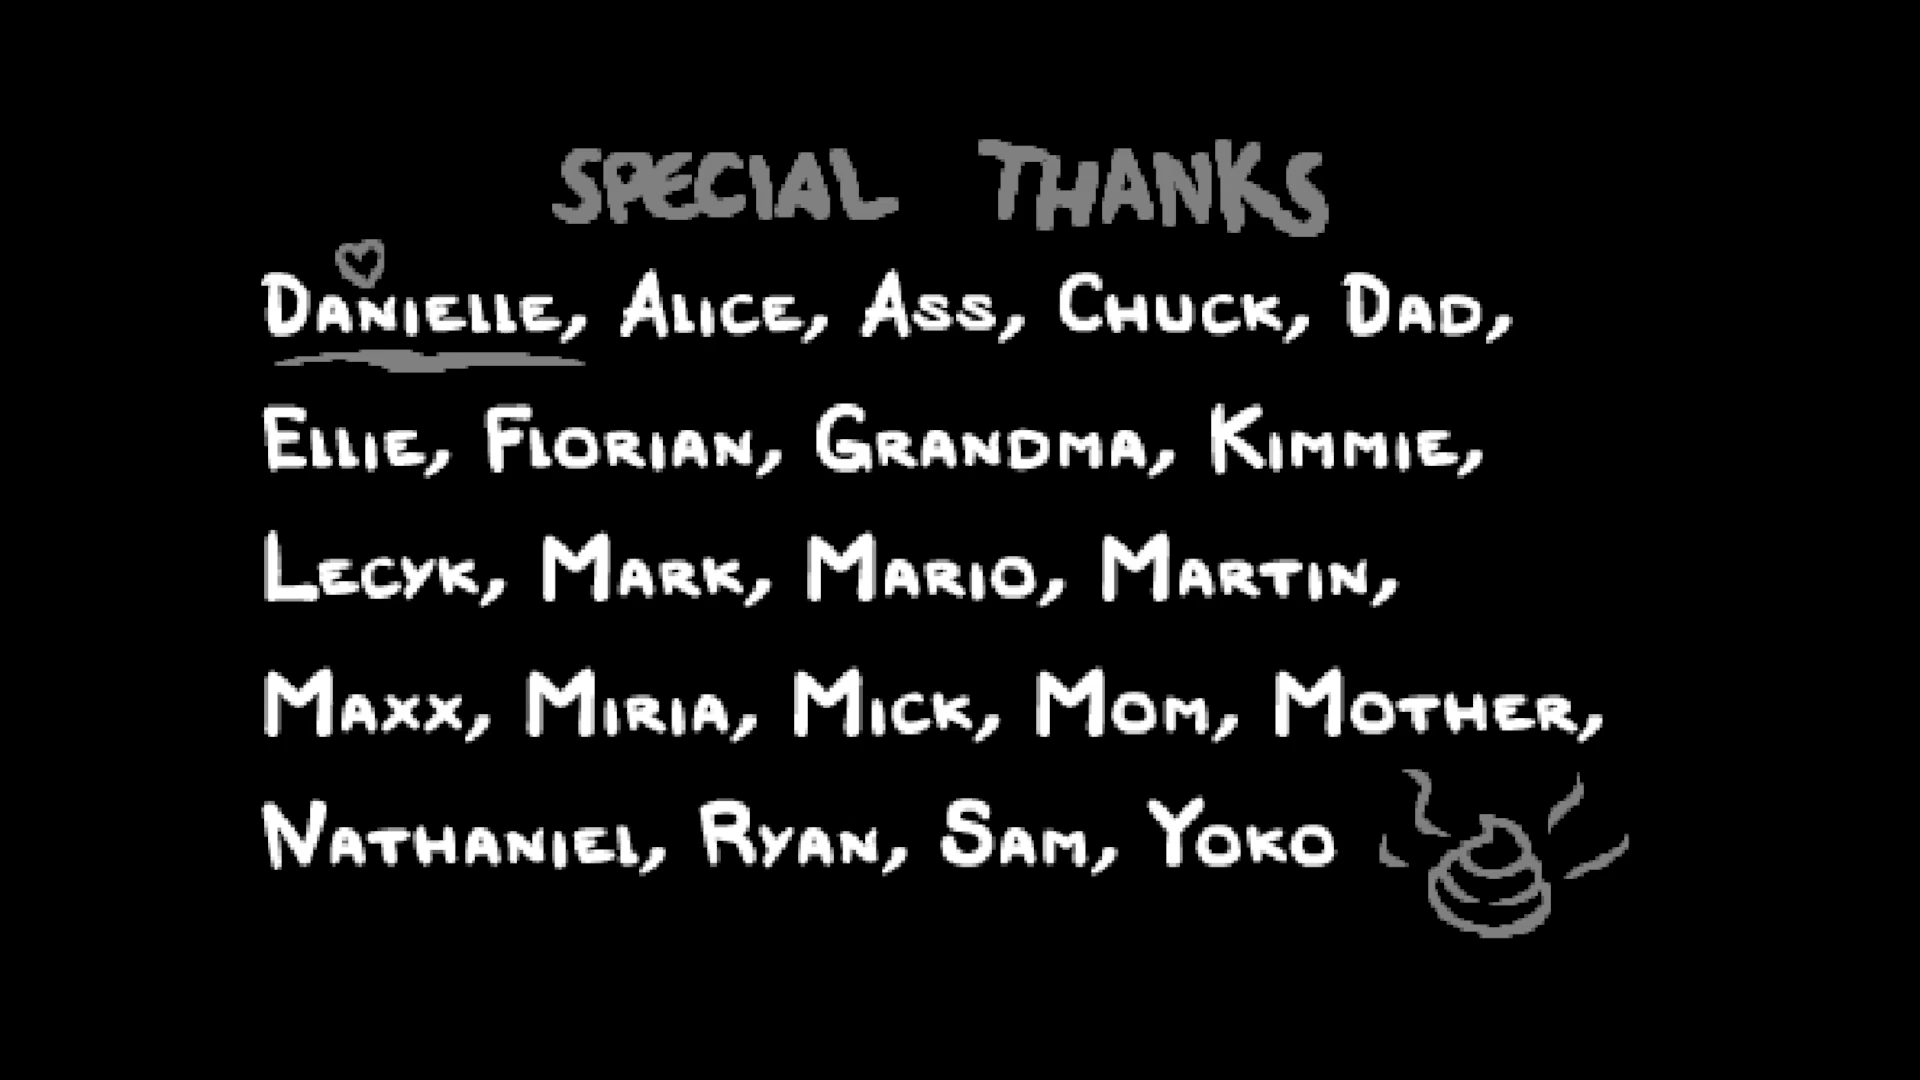 SPECIAL THANKS
DANIELLE, ALICE, ASS, CHUCK, DAD,
ELLIE, FLORIAN, GRANDMA, KIMMIE,
LECYK, MARK, MARIO, MARTIN,
MAXX, MIRIA, MICK, MOM, MOTHER,
NATHANIEL, RYAN, SAM, YOKO